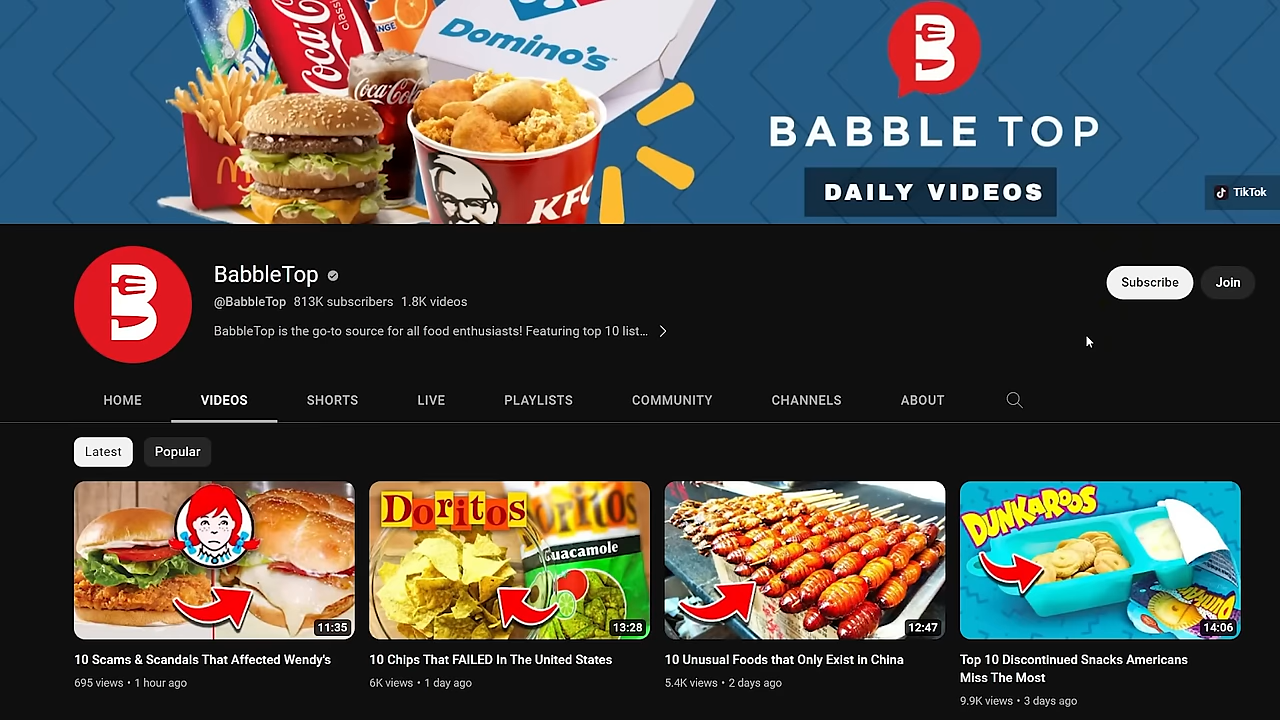 Coca-Cola
classic
ORANGE
Domino's
Coca-Cola
KFC
B
BABBLE TOP
DAILY VIDEOS
TikTok
B
BabbleTop
@BabbleTop 813K subscribers 1.8K videos
BabbleTop is the go-to source for all food enthusiasts! Featuring top 10 list...
Subscribe
Join
HOME
VIDEOS
SHORTS
LIVE
PLAYLISTS
COMMUNITY
CHANNELS
ABOUT
Latest
Popular
11:35
Doritos
Guacamole
13:28
12:47
DUNKAROOS
14:06
10 Scams & Scandals That Affected Wendy's
695 views • 1 hour ago
10 Chips That FAILED In The United States
6K views • 1 day ago
10 Unusual Foods that Only Exist in China
5.4K views • 2 days ago
Top 10 Discontinued Snacks Americans
Miss The Most
9.9K views • 3 days ago